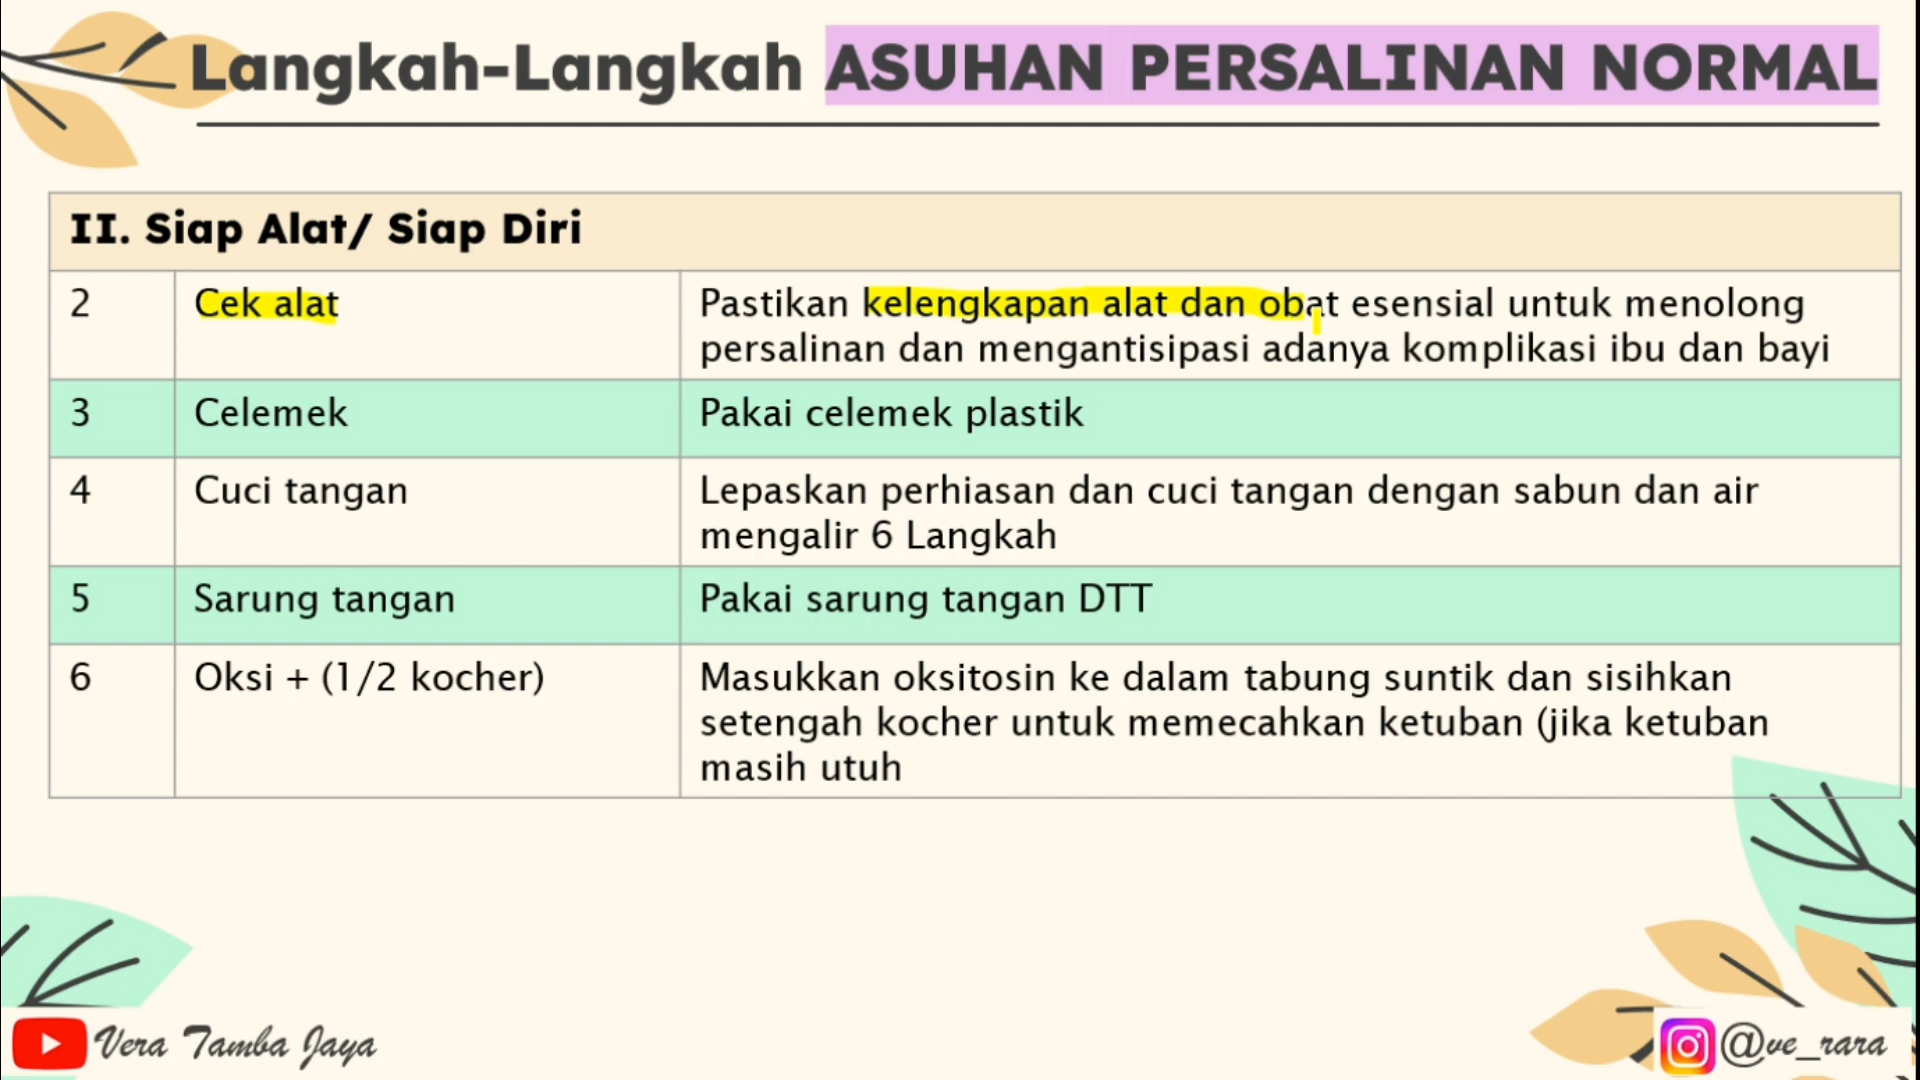 Langkah-Langkah ASUHAN PERSALINAN NORMAL
II. Siap Alat/ Siap Diri
2 Cek alat Pastikan kelengkapan alat dan obat esensial untuk menolong
persalinan dan mengantisipasi adanya komplikasi ibu dan bayi
3 Celemek Pakai celemek plastik
4 Cuci tangan Lepaskan perhiasan dan cuci tangan dengan sabun dan air
mengalir 6 Langkah
5 Sarung tangan Pakai sarung tangan DTT
6 Oksi + (1/2 kocher) Masukkan oksitosin ke dalam tabung suntik dan sisihkan
setengah kocher untuk memecahkan ketuban (jika ketuban
masih utuh
Vera Tamba Jaya
@ve_rara